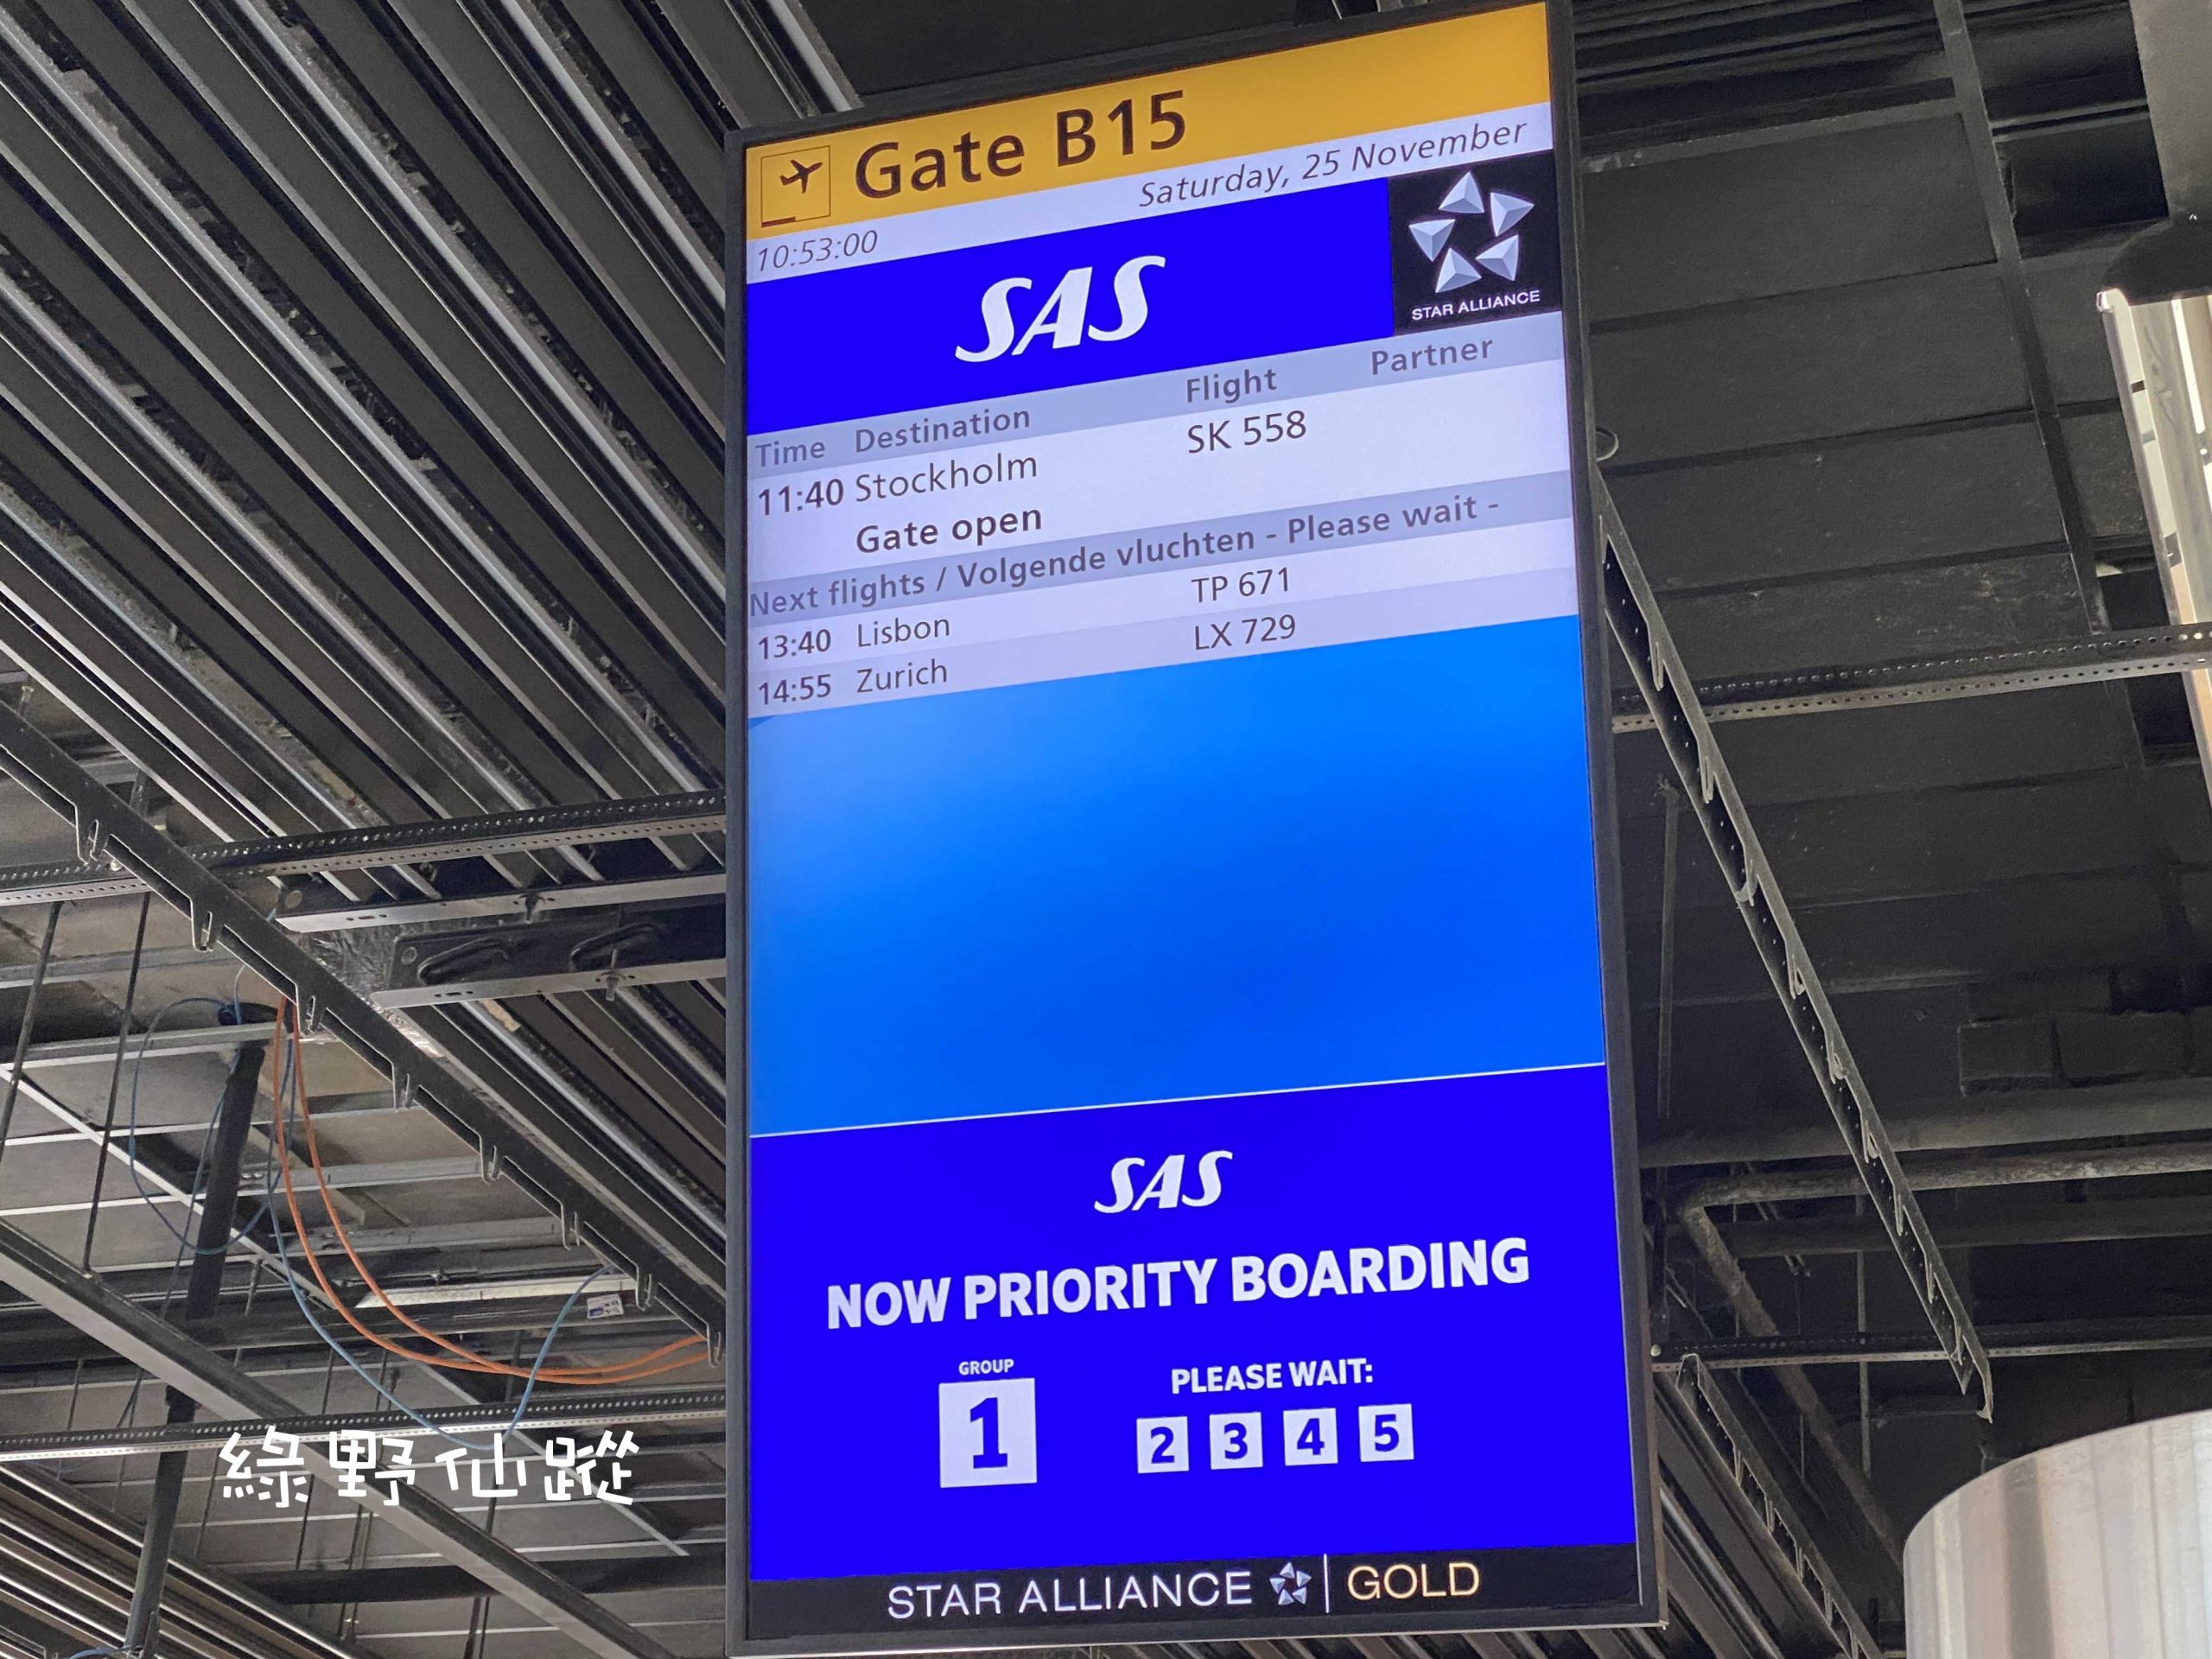 Gate B15
10:53:00 Saturday, 25 November
SAS
STAR ALLIANCE
Time Destination Flight Partner
11:40 Stockholm SK 558
Gate open
Next flights / Volgende vluchten - Please wait -
13:40 Lisbon TP 671
14:55 Zurich LX 729
SAS
NOW PRIORITY BOARDING
GROUP PLEASE WAIT:
1 2 3 4 5
STAR ALLIANCE GOLD
綠野仙蹤